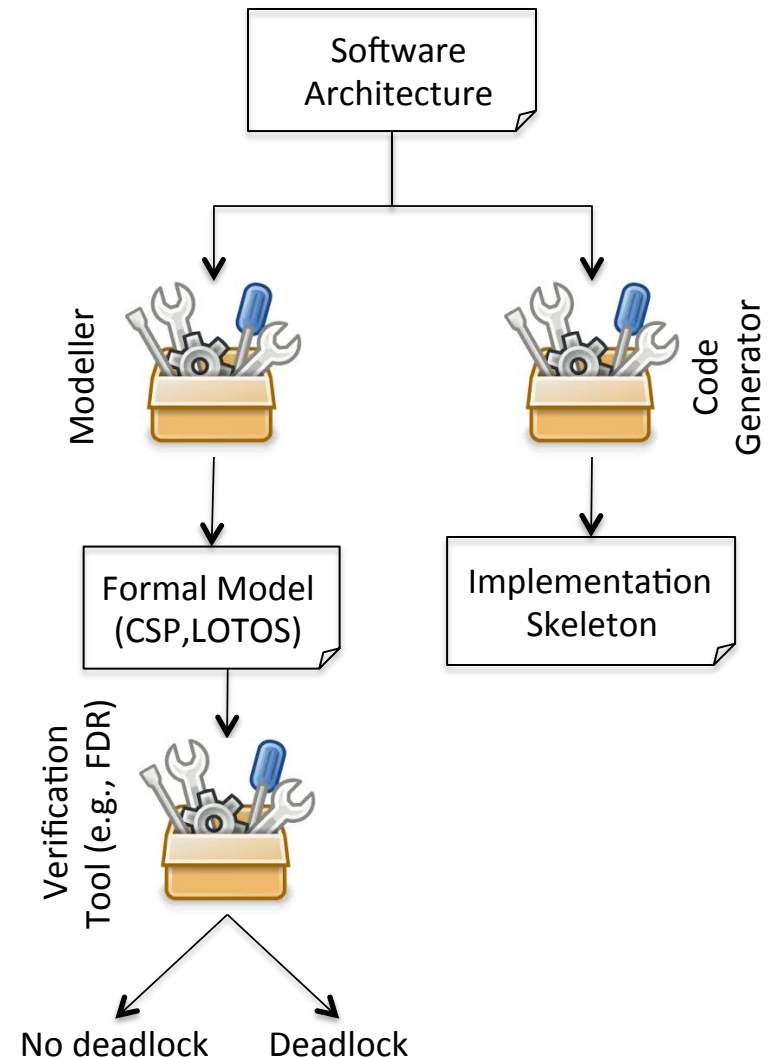 Software
Architecture
Modeller
Code
Generator
Formal Model
(CSP,LOTOS)
Implementation
Skeleton
Verification
Tool (e.g., FDR)
No deadlock
Deadlock